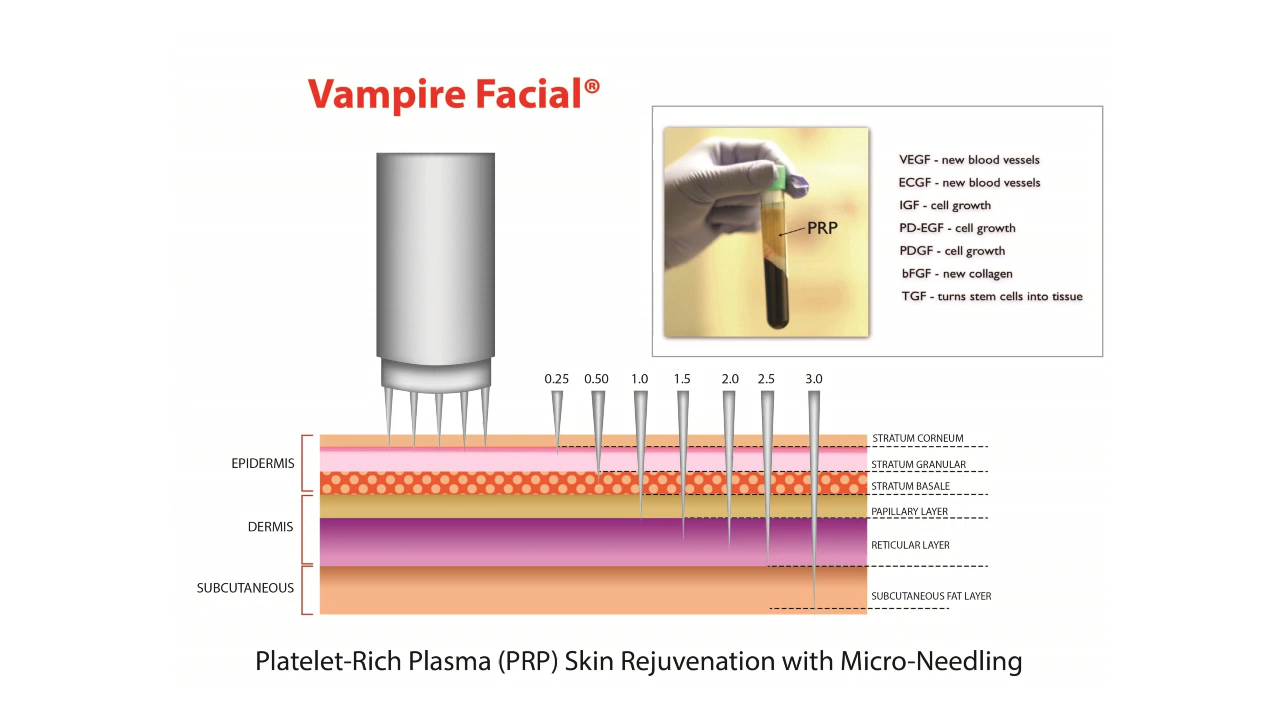 Vampire Facial®
PRP
VEGF - new blood vessels
ECGF - new blood vessels
IGF - cell growth
PD-EGF - cell growth
PDGF - cell growth
bFGF - new collagen
TGF - turns stem cells into tissue
0.25 0.50 1.0 1.5 2.0 2.5 3.0
EPIDERMIS
DERMIS
SUBCUTANEOUS
STRATUM CORNEUM
STRATUM GRANULAR
STRATUM BASALE
PAPILLARY LAYER
RETICULAR LAYER
SUBCUTANEOUS FAT LAYER
Platelet-Rich Plasma (PRP) Skin Rejuvenation with Micro-Needling